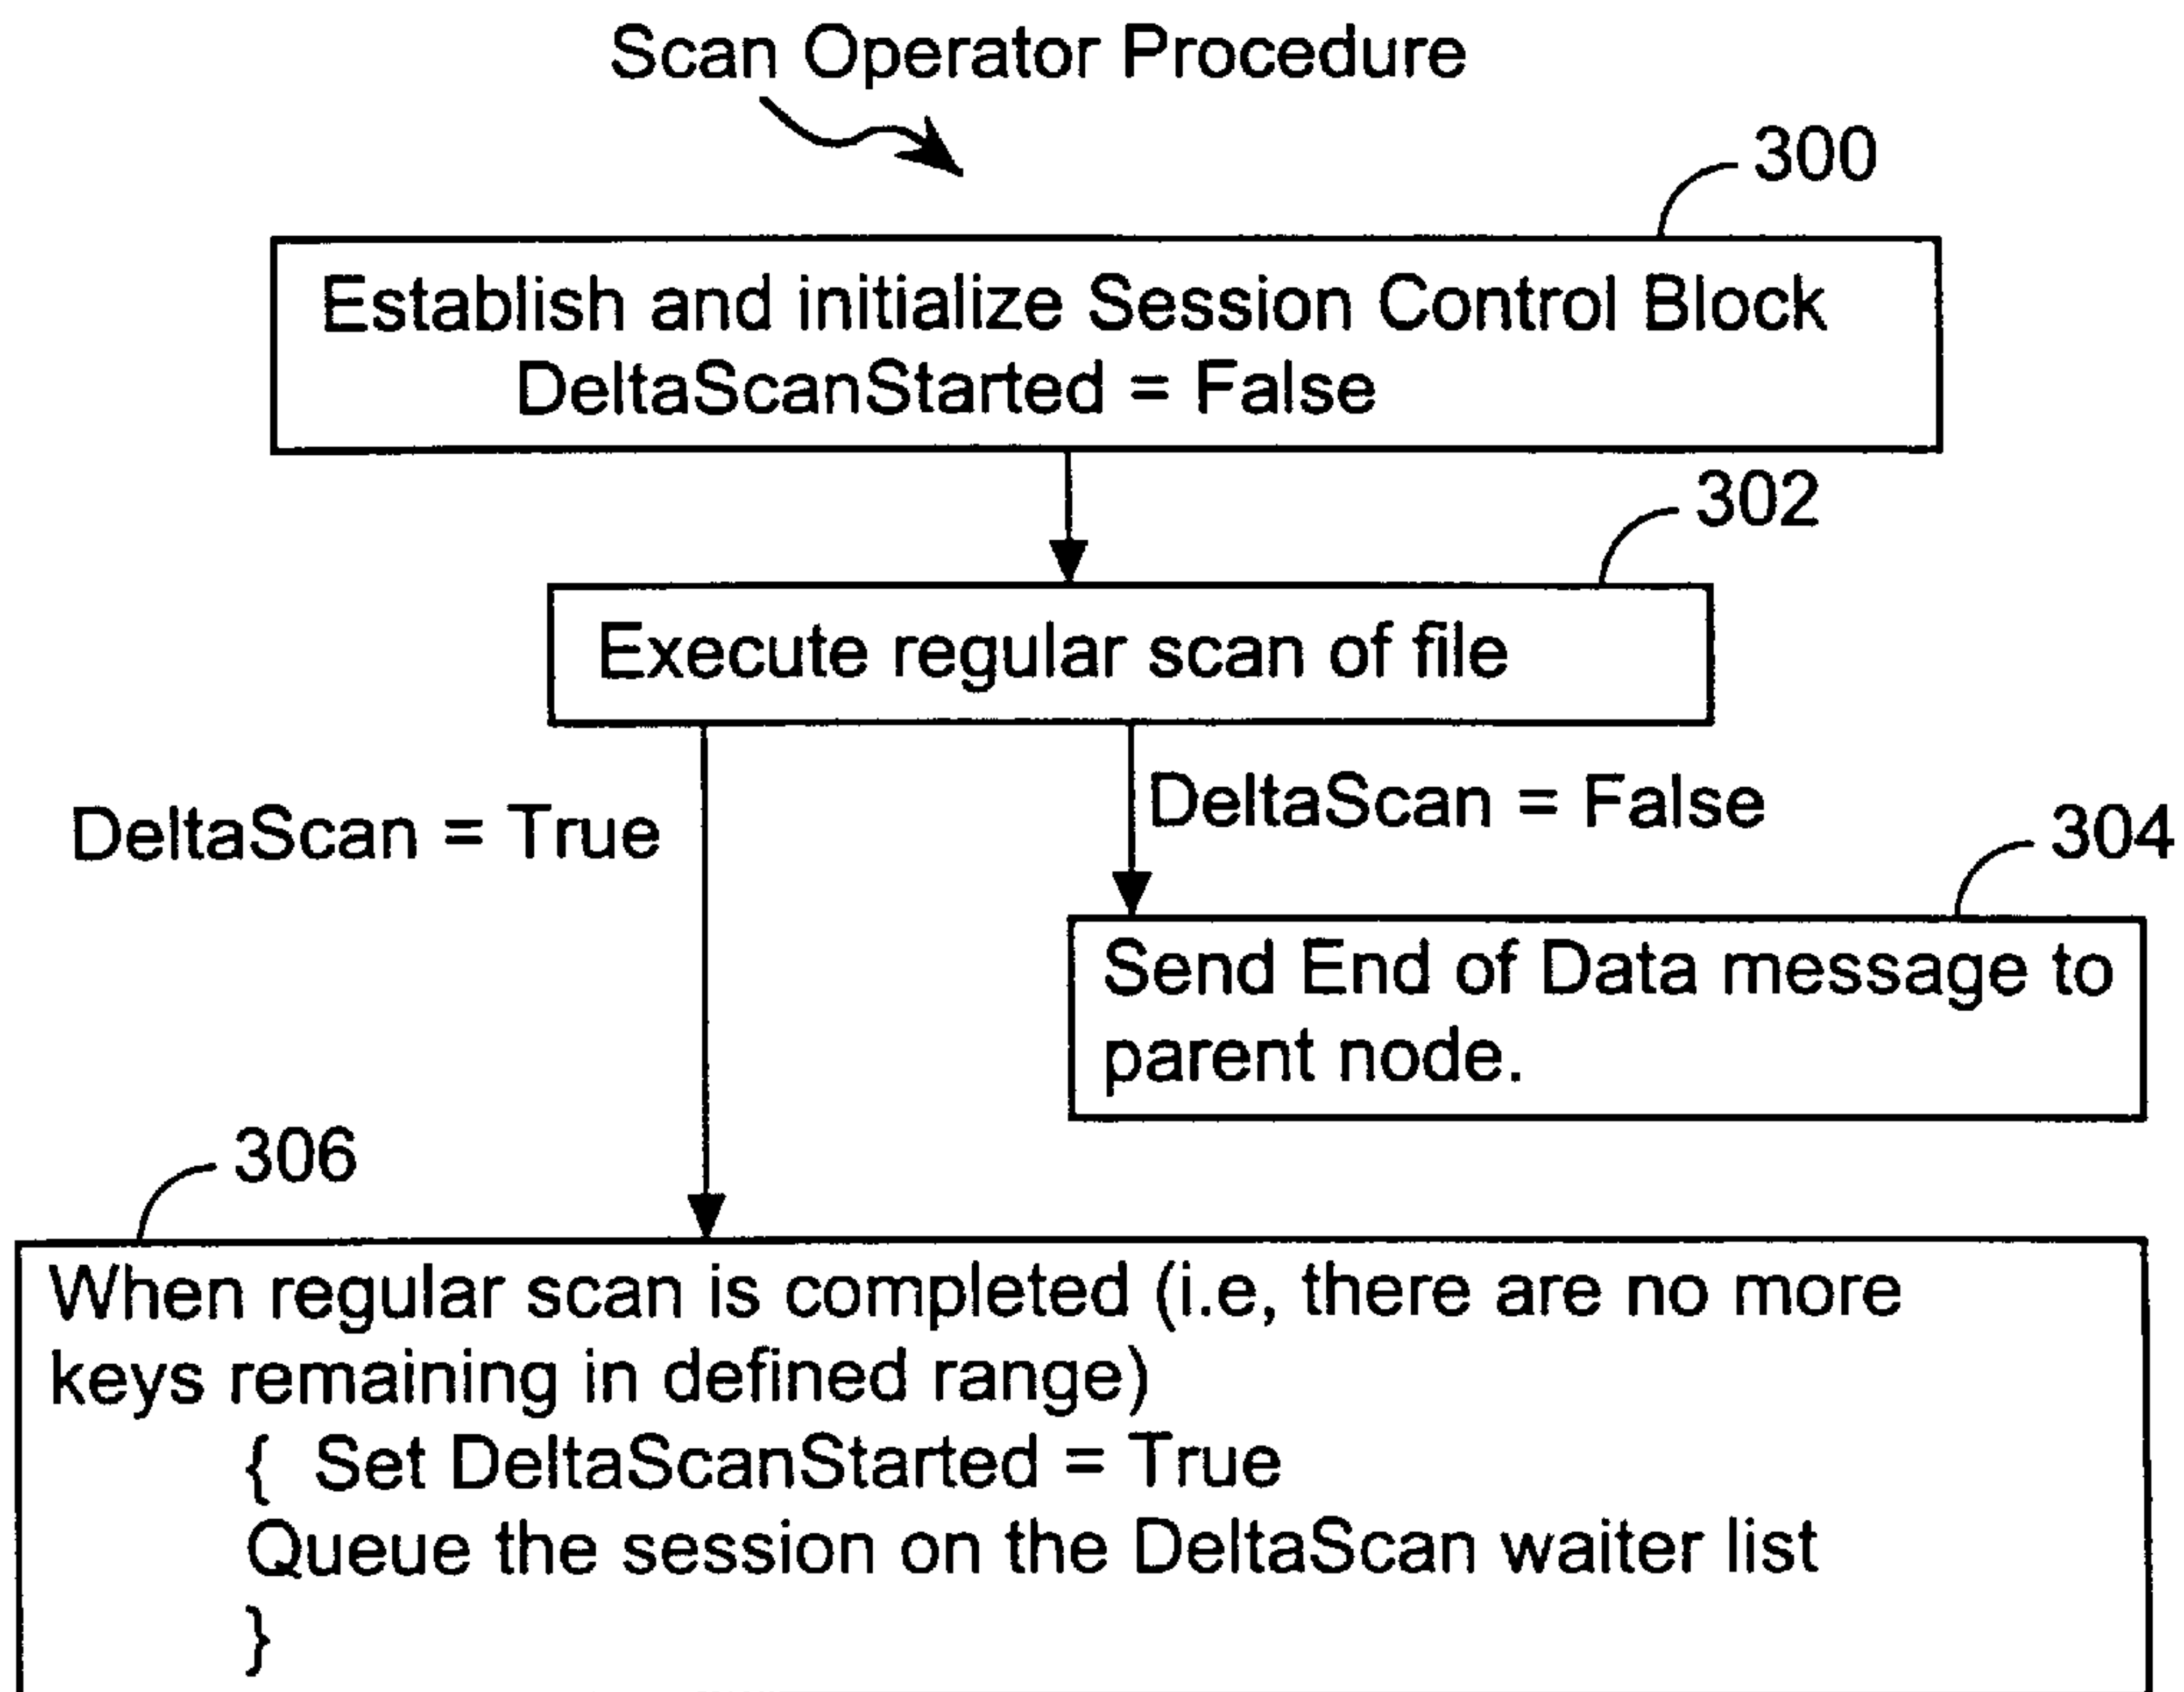 Scan Operator Procedure
300
Establish and initialize Session Control Block
DeltaScanStarted = False
302
Execute regular scan of file
DeltaScan = True
DeltaScan = False
304
Send End of Data message to
parent node.
306
When regular scan is completed (i.e, there are no more
keys remaining in defined range)
{ Set DeltaScanStarted = True
Queue the session on the DeltaScan waiter list
}